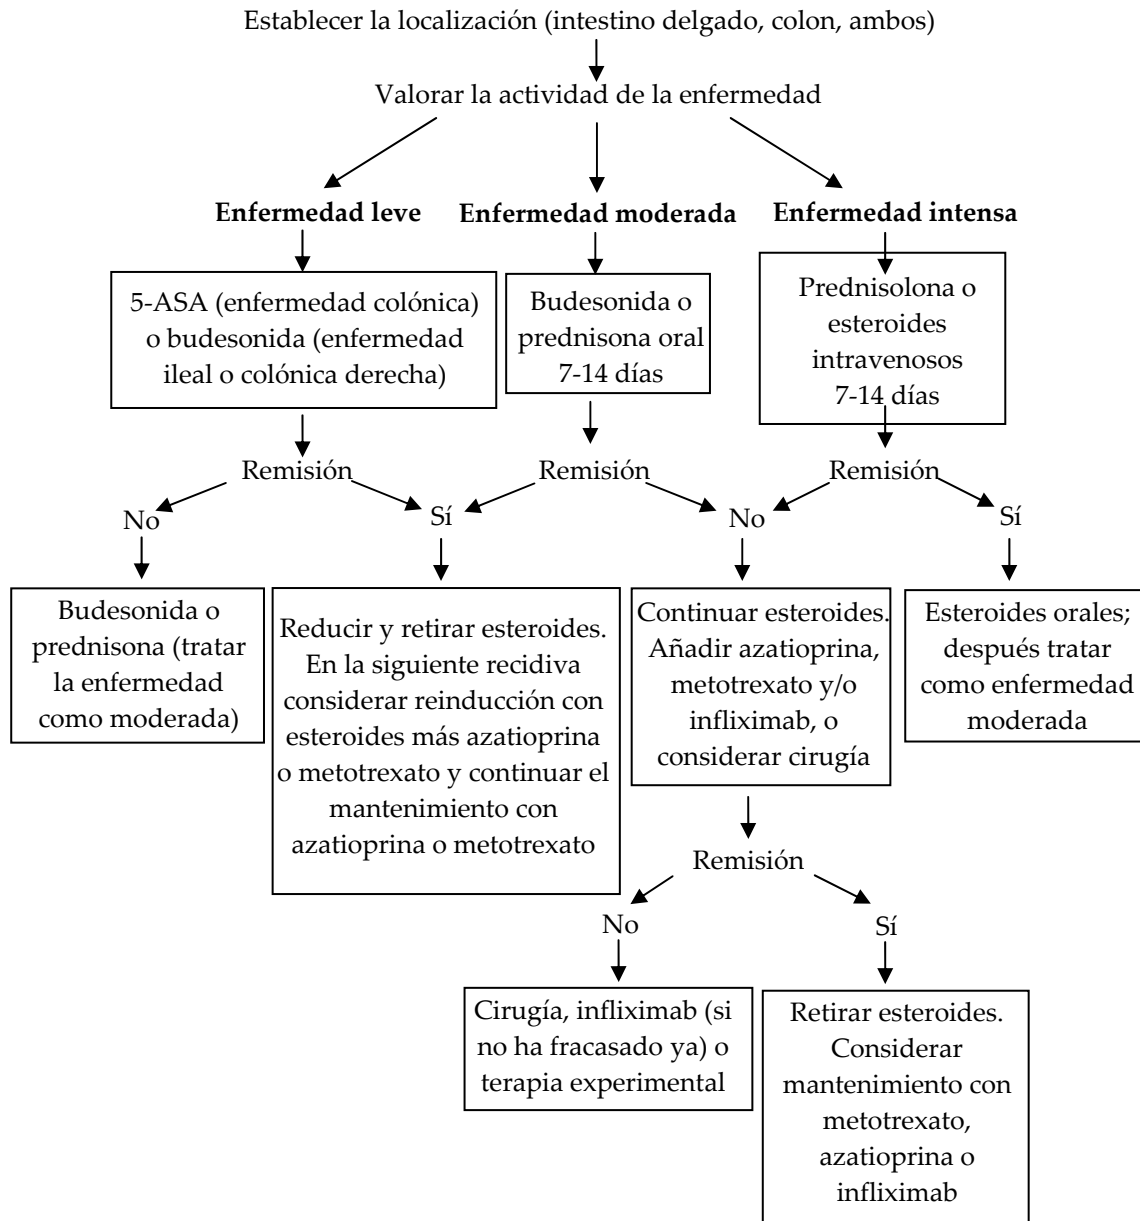 Establecer la localización (intestino delgado, colon, ambos)
Valorar la actividad de la enfermedad
Enfermedad leve
Enfermedad moderada
Enfermedad intensa
5-ASA (enfermedad colónica)
o budesonida (enfermedad
ileal o colónica derecha)
Budesonida o
prednisona oral
7-14 días
Prednisolona o
esteroides
intravenosos
7-14 días
Remisión
Remisión
Remisión
No
Sí
No
Sí
Budesonida o
prednisona (tratar
la enfermedad
como moderada)
Reducir y retirar esteroides.
En la siguiente recidiva
considerar reinducción con
esteroides más azatioprina
o metotrexato y continuar el
mantenimiento con
azatioprina o metotrexato
Continuar esteroides.
Añadir azatioprina,
metotrexato y/o
infliximab, o
considerar cirugía
Esteroides orales;
después tratar
como enfermedad
moderada
Remisión
No
Sí
Cirugía, infliximab (si
no ha fracasado ya) o
terapia experimental
Retirar esteroides.
Considerar
mantenimiento con
metotrexato,
azatioprina o
infliximab